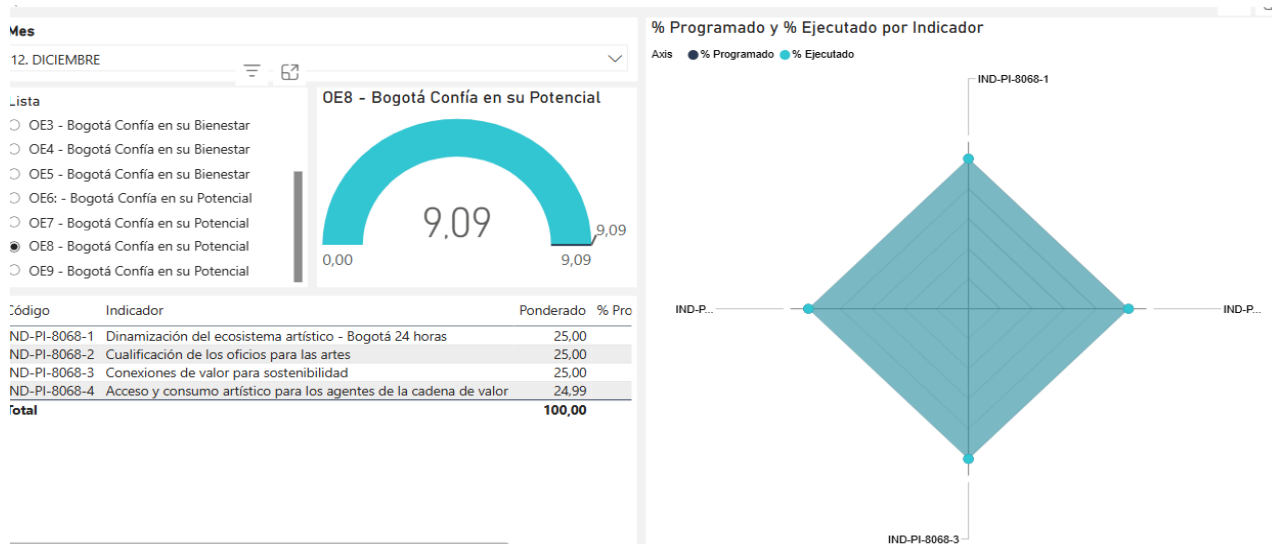 Mes
12. DICIEMBRE
Lista
OE3 - Bogotá Confía en su Bienestar
OE4 - Bogotá Confía en su Bienestar
OE5 - Bogotá Confía en su Bienestar
OE6: - Bogotá Confía en su Potencial
OE7 - Bogotá Confía en su Potencial
OE8 - Bogotá Confía en su Potencial
OE9 - Bogotá Confía en su Potencial
OE8 - Bogotá Confía en su Potencial
9,09
9,09
0,00
9,09
Código Indicador Ponderado % Pro
IND-PI-8068-1 Dinamización del ecosistema artístico - Bogotá 24 horas 25,00
IND-PI-8068-2 Cualificación de los oficios para las artes 25,00
IND-PI-8068-3 Conexiones de valor para sostenibilidad 25,00
IND-PI-8068-4 Acceso y consumo artístico para los agentes de la cadena de valor 24,99
Total 100,00
% Programado y % Ejecutado por Indicador
Axis % Programado % Ejecutado
IND-PI-8068-1
IND-P...
IND-P...
IND-PI-8068-3